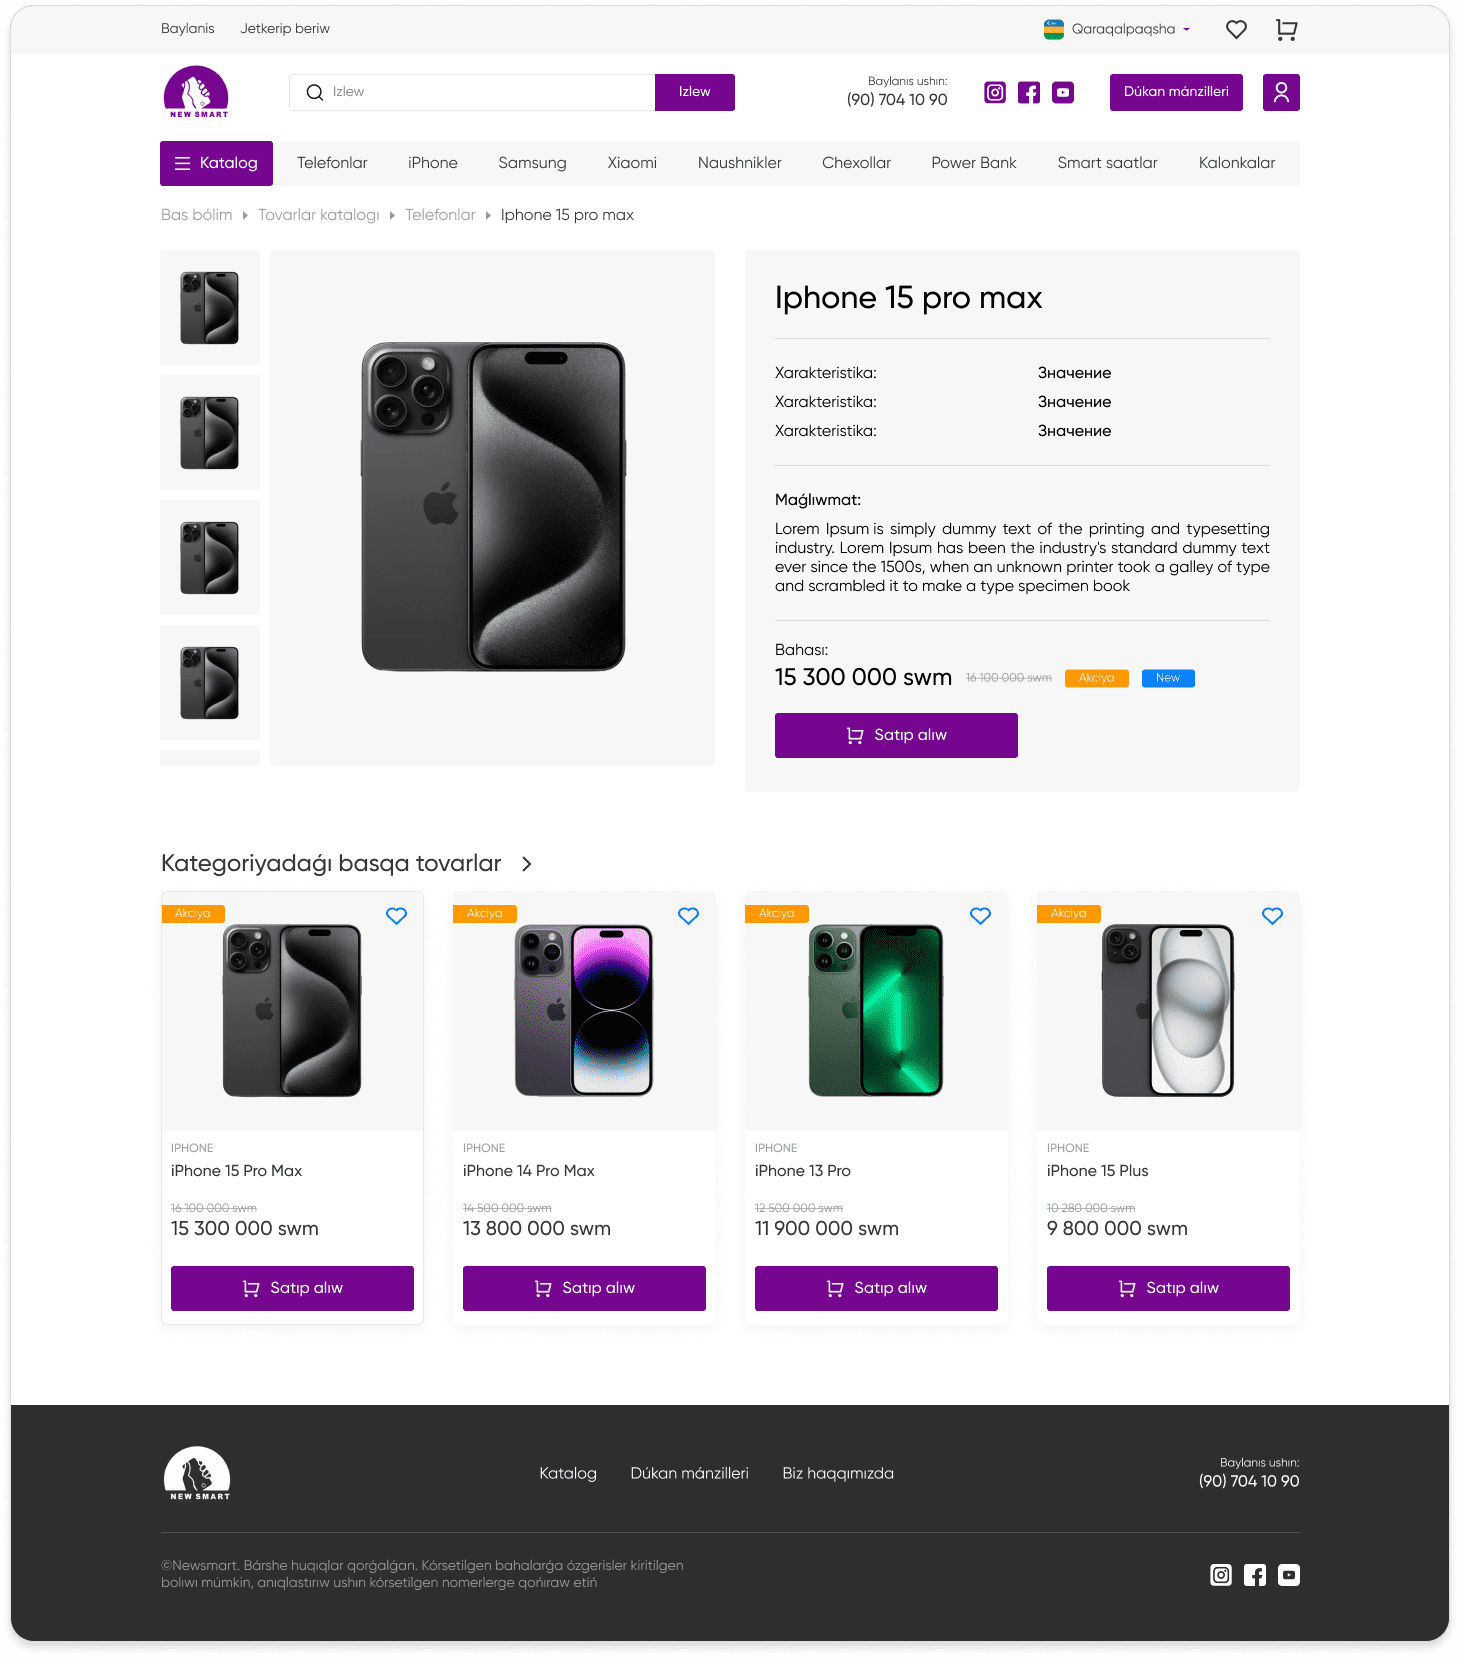 Baylanis Jetkerip beriw Qaraqalpaqsha
NEW SMART
Izlew Izlew
Baylanıs ushın:
(90) 704 10 90
Dúkan mánzilleri
Katalog Telefonlar iPhone Samsung Xiaomi Naushnikler Chexollar Power Bank Smart saatlar Kalonkalar
Bas bólim Tovarlar katalogı Telefonlar Iphone 15 pro max
Iphone 15 pro max
Xarakteristika: Значение
Xarakteristika: Значение
Xarakteristika: Значение
Maǵlıwmat:
Lorem Ipsum is simply dummy text of the printing and typesetting
industry. Lorem Ipsum has been the industry's standard dummy text
ever since the 1500s, when an unknown printer took a galley of type
and scrambled it to make a type specimen book
Bahası:
15 300 000 swm 16 100 000 swm Akciya New
Satıp alıw
Kategoriyadaǵı basqa tovarlar
Akciya
IPHONE
iPhone 15 Pro Max
16 100 000 swm
15 300 000 swm
Satıp alıw
Akciya
IPHONE
iPhone 14 Pro Max
14 500 000 swm
13 800 000 swm
Satıp alıw
Akciya
IPHONE
iPhone 13 Pro
12 500 000 swm
11 900 000 swm
Satıp alıw
Akciya
IPHONE
iPhone 15 Plus
10 280 000 swm
9 800 000 swm
Satıp alıw
NEW SMART
Katalog Dúkan mánzilleri Biz haqqımızda
Baylanıs ushın:
(90) 704 10 90
©Newsmart. Bárshe huqıqlar qorǵalǵan. Kórsetilgen bahalarǵa ózgerisler kiritilgen
bolıwı múmkin, anıqlastırıw ushın kórsetilgen nomerlerge qońıraw etiń